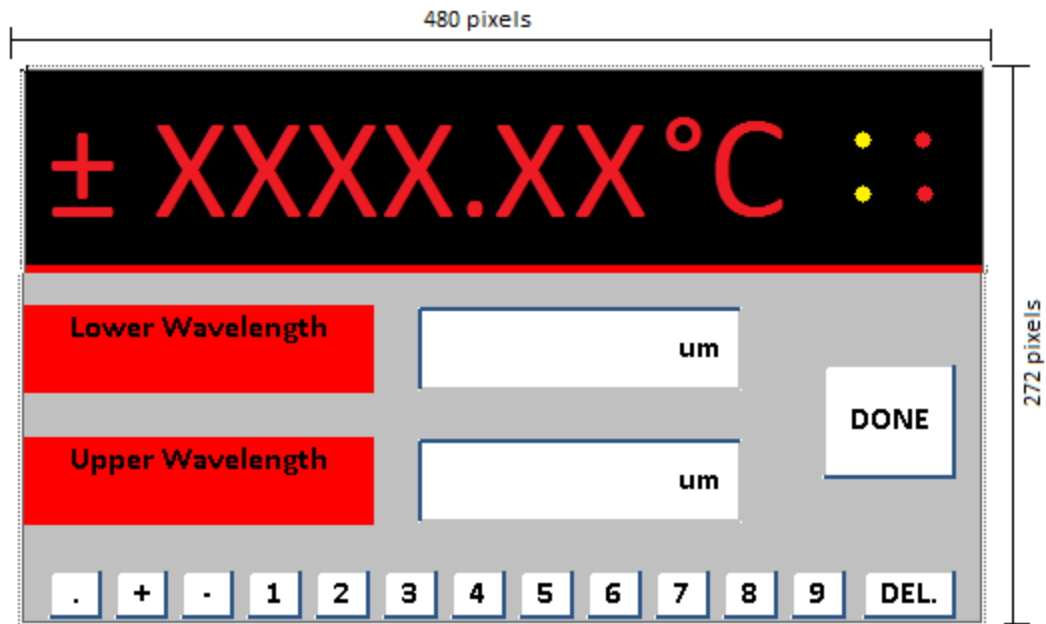 480 pixels
± XXXX.XX°C
272 pixels
Lower Wavelength
um
DONE
Upper Wavelength
um
. + - 1 2 3 4 5 6 7 8 9 DEL.